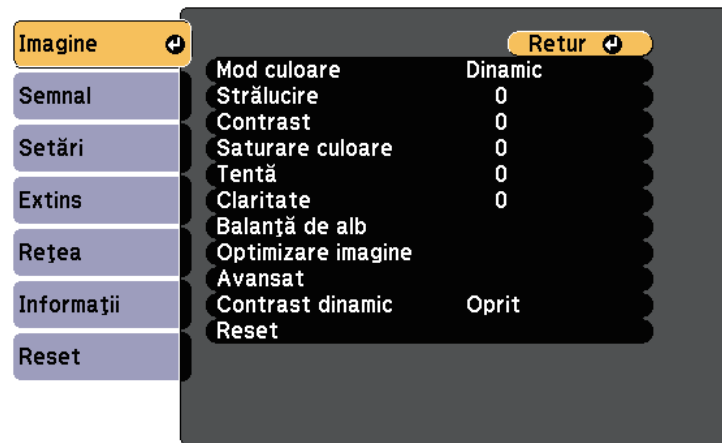 Imagine
Semnal
Setări
Extins
Reţea
Informaţii
Reset
Retur
Mod culoare Dinamic
Strălucire 0
Contrast 0
Saturare culoare 0
Tentă 0
Claritate 0
Balanţă de alb
Optimizare imagine
Avansat
Contrast dinamic Oprit
Reset